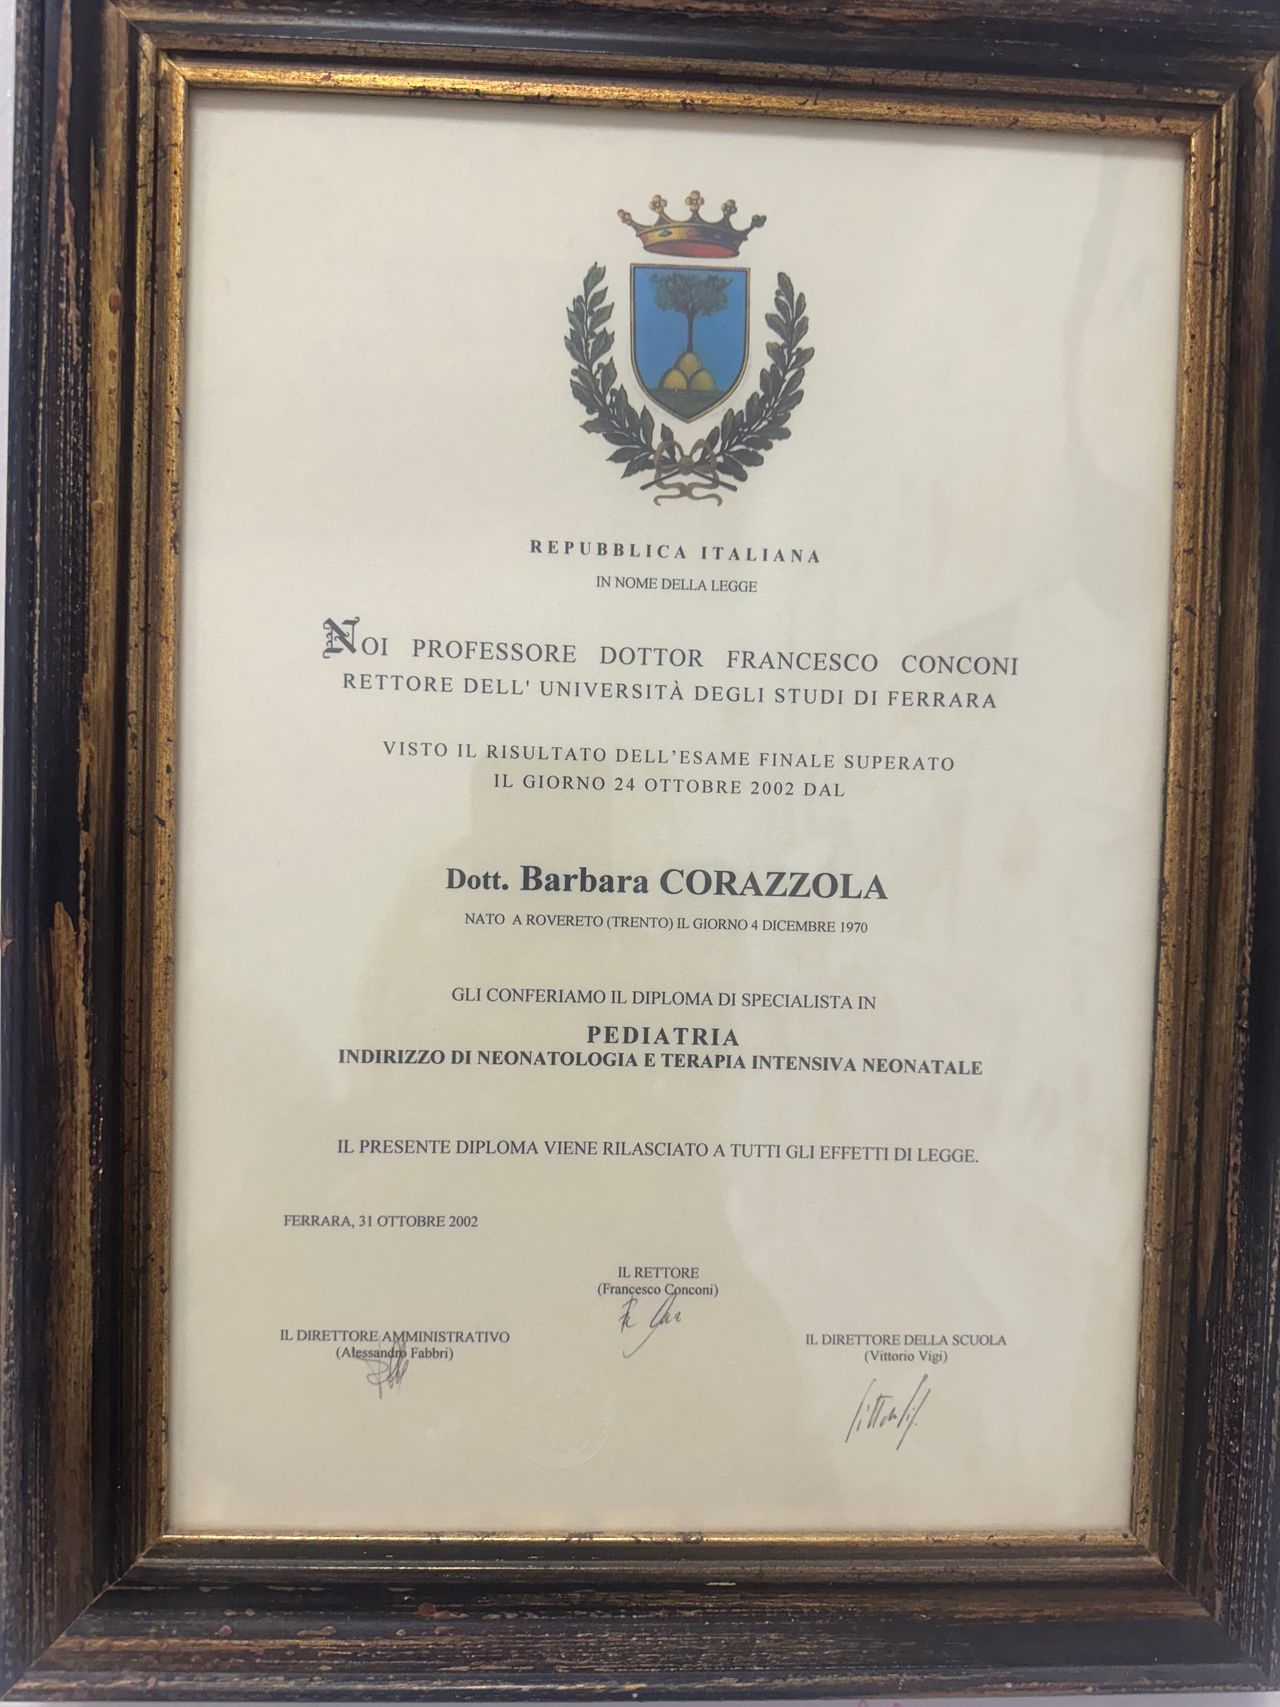 REPUBBLICA ITALIANA
IN NOME DELLA LEGGE
NOI PROFESSORE DOTTOR FRANCESCO CONCONI
RETTORE DELL' UNIVERSITÀ DEGLI STUDI DI FERRARA
VISTO IL RISULTATO DELL'ESAME FINALE SUPERATO
IL GIORNO 24 OTTOBRE 2002 DAL
Dott. Barbara CORAZZOLA
NATO A ROVERETO (TRENTO) IL GIORNO 4 DICEMBRE 1970
GLI CONFERIAMO IL DIPLOMA DI SPECIALISTA IN
PEDIATRIA
INDIRIZZO DI NEONATOLOGIA E TERAPIA INTENSIVA NEONATALE
IL PRESENTE DIPLOMA VIENE RILASCIATO A TUTTI GLI EFFETTI DI LEGGE.
FERRARA, 31 OTTOBRE 2002
IL RETTORE
(Francesco Conconi)
IL DIRETTORE AMMINISTRATIVO
(Alessandro Fabbri)
IL DIRETTORE DELLA SCUOLA
(Vittorio Vigi)